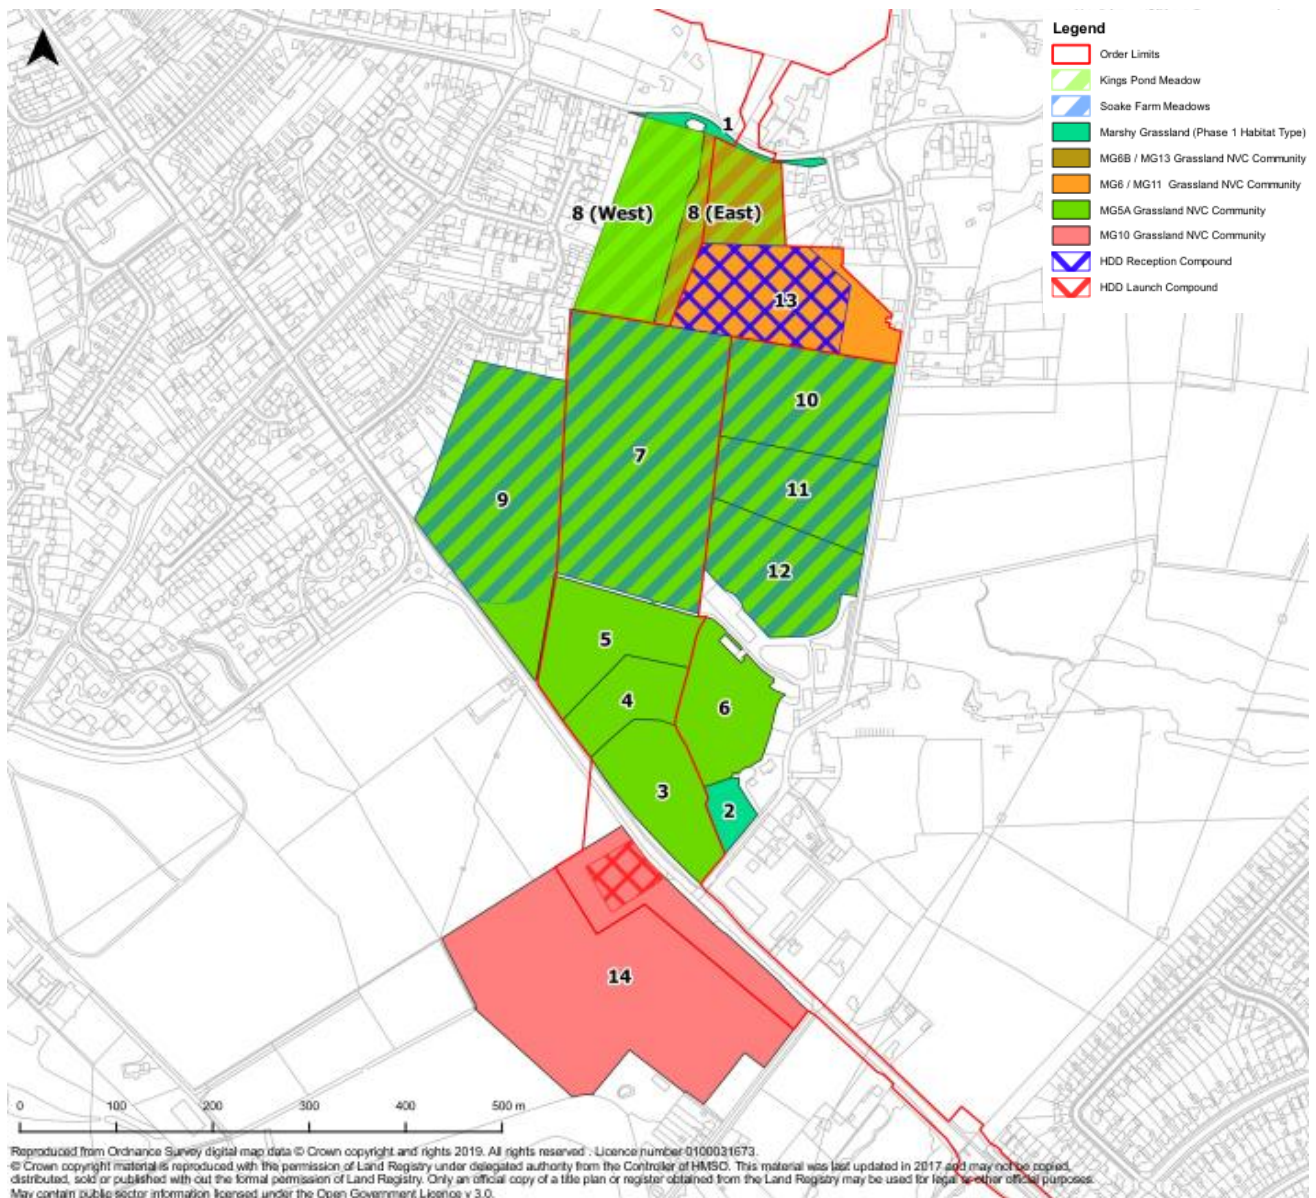 Legend
Order Limits
Kings Pond Meadow
Soake Farm Meadows
Marshy Grassland (Phase 1 Habitat Type)
MG6B / MG13 Grassland NVC Community
MG6 / MG11 Grassland NVC Community
MG5A Grassland NVC Community
MG10 Grassland NVC Community
HDD Reception Compound
HDD Launch Compound
1
8 (West)
8 (East)
13
10
7
11
9
12
5
4
6
3
2
14
0 100 200 300 400 500 m
Reproduced from Ordnance Survey digital map data © Crown copyright and rights 2019. All rights reserved . Licence number 0100031673.
© Crown copyright material is reproduced with the permission of Land Registry under delegated authority from the Controller of HMSO. This material was last updated in 2017 and may not be copied,
distributed, sold or published with out the formal permission of Land Registry. Only an official copy of a title plan or register obtained from the Land Registry may be used for legal or other official purposes.
May contain public sector information licensed under the Open Government Licence v 3.0.